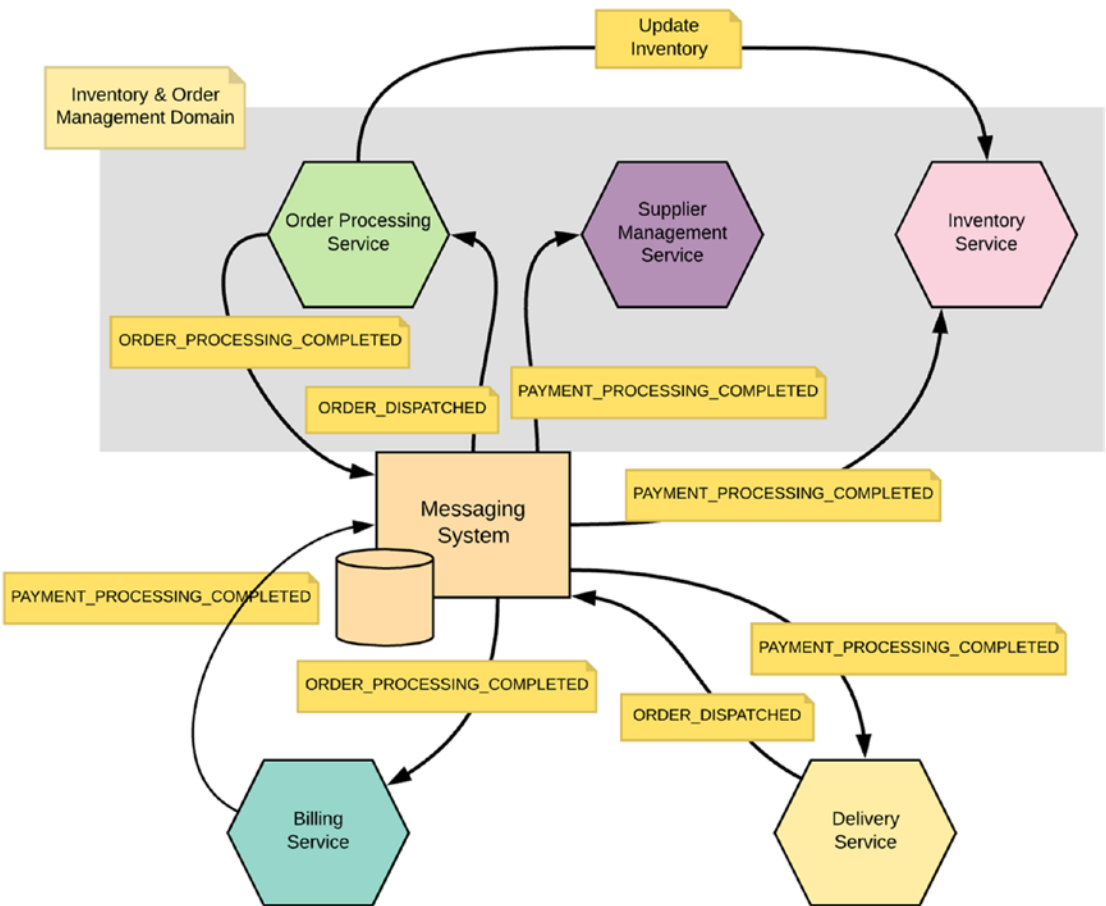 Update
Inventory
Inventory & Order
Management Domain
Order Processing
Service
Supplier
Management
Service
Inventory
Service
ORDER_PROCESSING_COMPLETED
ORDER_DISPATCHED
PAYMENT_PROCESSING_COMPLETED
PAYMENT_PROCESSING_COMPLETED
Messaging
System
PAYMENT_PROCESSING_COMPLETED
ORDER_PROCESSING_COMPLETED
PAYMENT_PROCESSING_COMPLETED
ORDER_DISPATCHED
Billing
Service
Delivery
Service